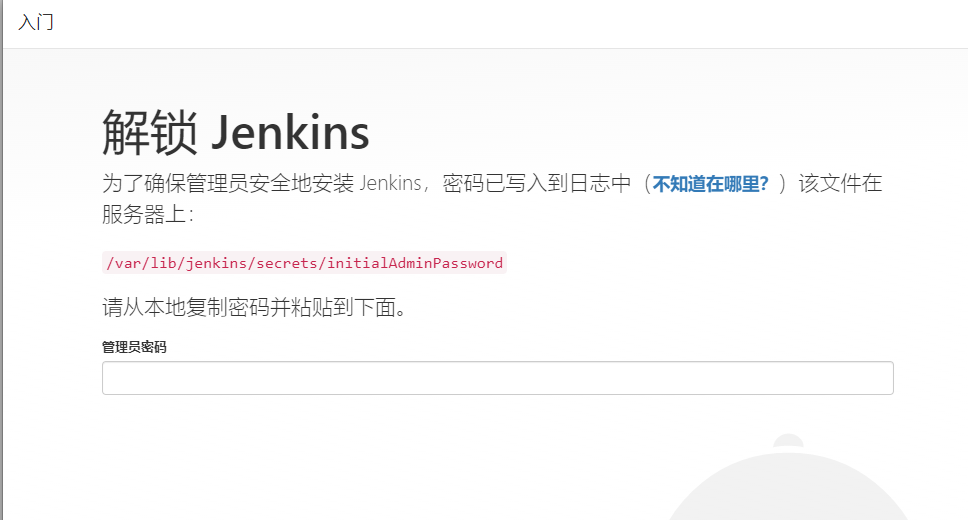 入门
解锁 Jenkins
为了确保管理员安全地安装 Jenkins，密码已写入到日志中（不知道在哪里？）该文件在
服务器上：
/var/lib/jenkins/secrets/initialAdminPassword
请从本地复制密码并粘贴到下面。
管理员密码